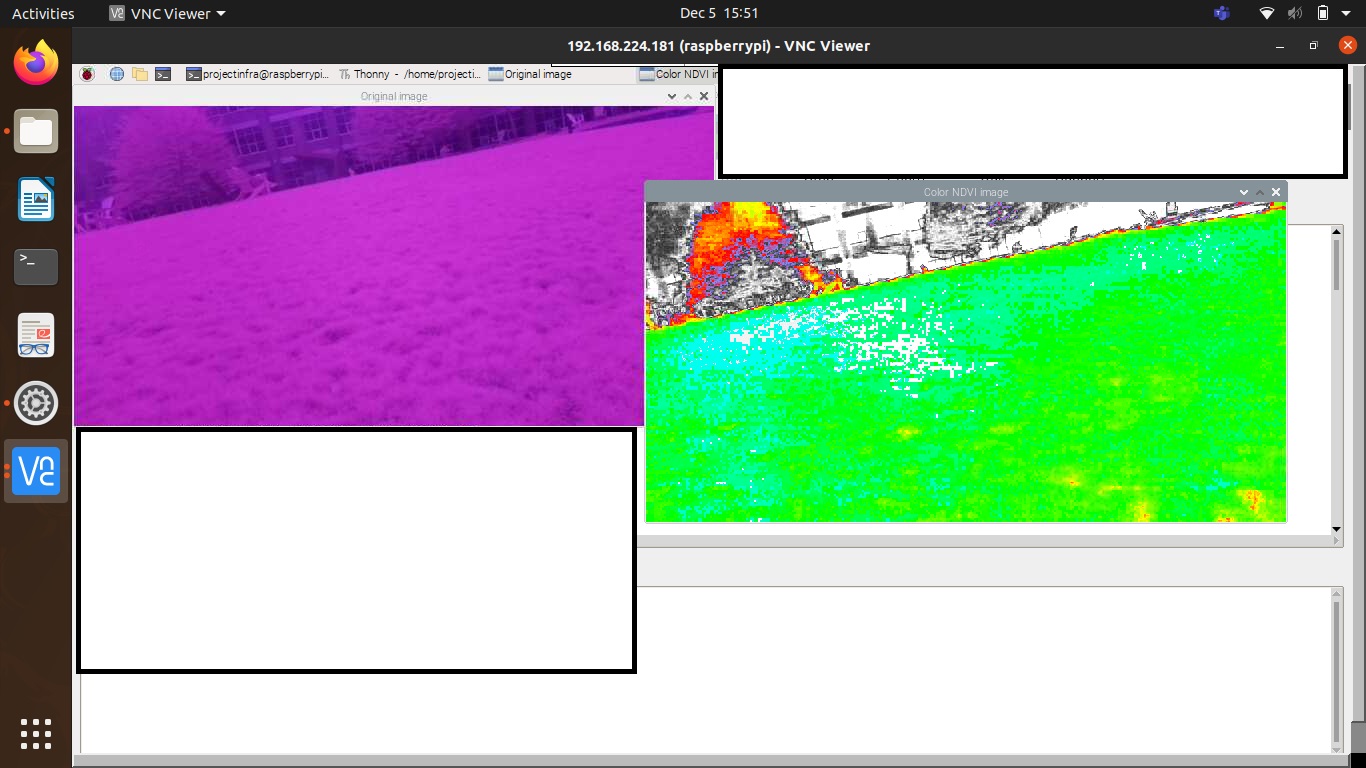 Activities VNC Viewer Dec 5 15:51
192.168.224.181 (raspberrypi) - VNC Viewer
projectinfra@raspberrypi... Thonny - /home/projecti... Original image Color NDVI im
Original image
Color NDVI image